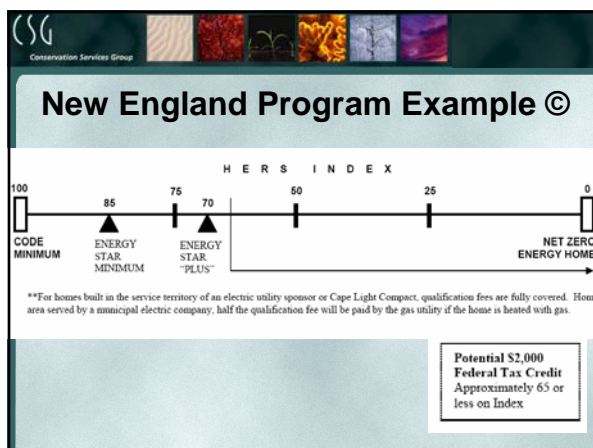 CSG
Conservation Services Group
New England Program Example ©
HERS INDEX
100
85
75
70
50
25
0
CODE
MINIMUM
ENERGY
STAR
MINIMUM
ENERGY
STAR
"PLUS"
NET ZERO
ENERGY HOME
**For homes built in the service territory of an electric utility sponsor or Cape Light Compact, qualification fees are fully covered. Hom
area served by a municipal electric company, half the qualification fee will be paid by the gas utility if the home is heated with gas.
Potential $2,000
Federal Tax Credit
Approximately 65 or
less on Index